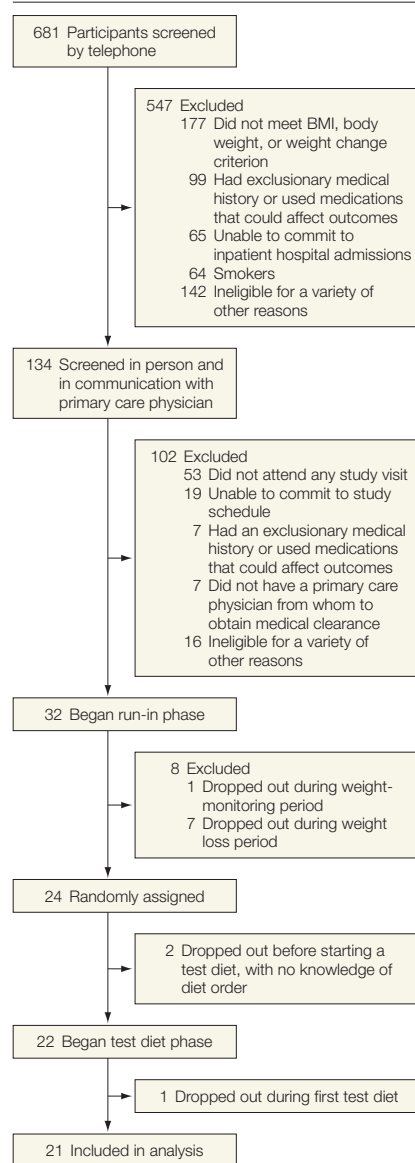 681 Participants screened
by telephone
547 Excluded
177 Did not meet BMI, body
weight, or weight change
criterion
99 Had exclusionary medical
history or used medications
that could affect outcomes
65 Unable to commit to
inpatient hospital admissions
64 Smokers
142 Ineligible for a variety of
other reasons
134 Screened in person and
in communication with
primary care physician
102 Excluded
53 Did not attend any study visit
19 Unable to commit to study
schedule
7 Had an exclusionary medical
history or used medications
that could affect outcomes
7 Did not have a primary care
physician from whom to
obtain medical clearance
16 Ineligible for a variety of
other reasons
32 Began run-in phase
8 Excluded
1 Dropped out during weight-
monitoring period
7 Dropped out during weight
loss period
24 Randomly assigned
2 Dropped out before starting a
test diet, with no knowledge of
diet order
22 Began test diet phase
1 Dropped out during first test diet
21 Included in analysis